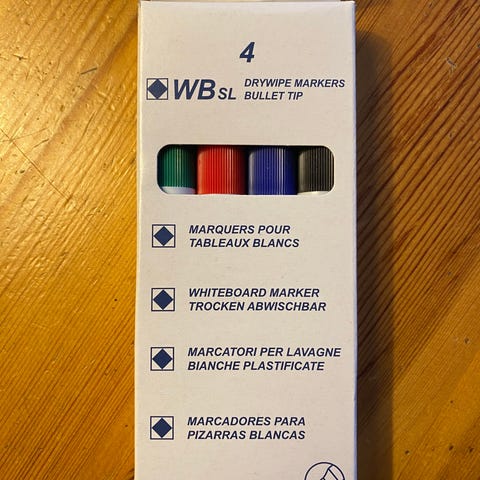 4
WB SL DRYWIPE MARKERS
BULLET TIP
MARQUERS POUR
TABLEAUX BLANCS
WHITEBOARD MARKER
TROCKEN ABWISCHBAR
MARCATORI PER LAVAGNE
BIANCHE PLASTIFICATE
MARCADORES PARA
PIZARRAS BLANCAS